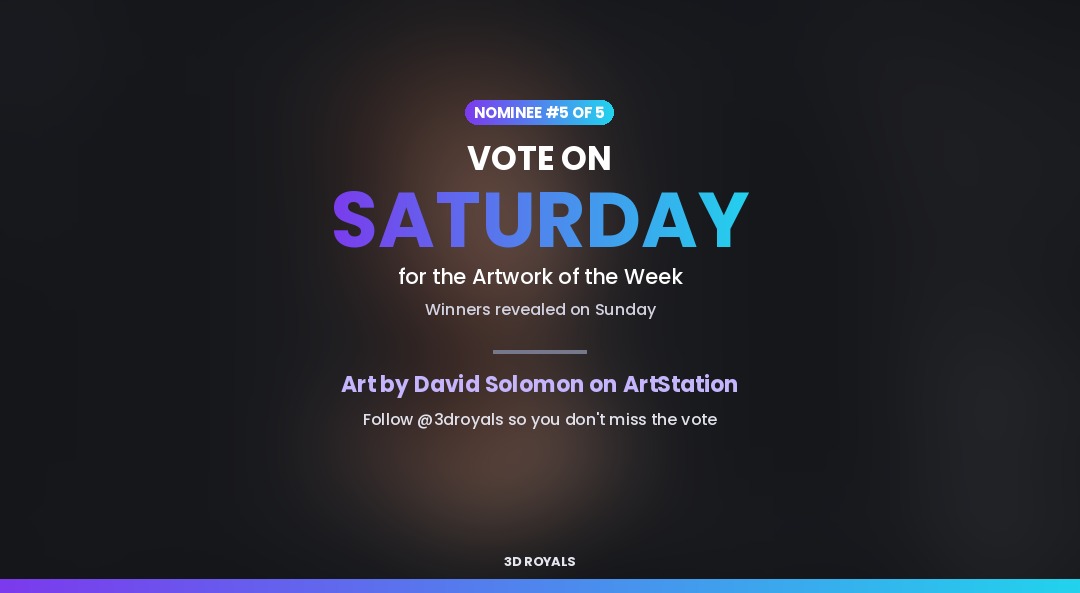 NOMINEE #5 OF 5
VOTE ON
SATURDAY
for the Artwork of the Week
Winners revealed on Sunday
Art by David Solomon on ArtStation
Follow @3droyals so you don't miss the vote
3D ROYALS